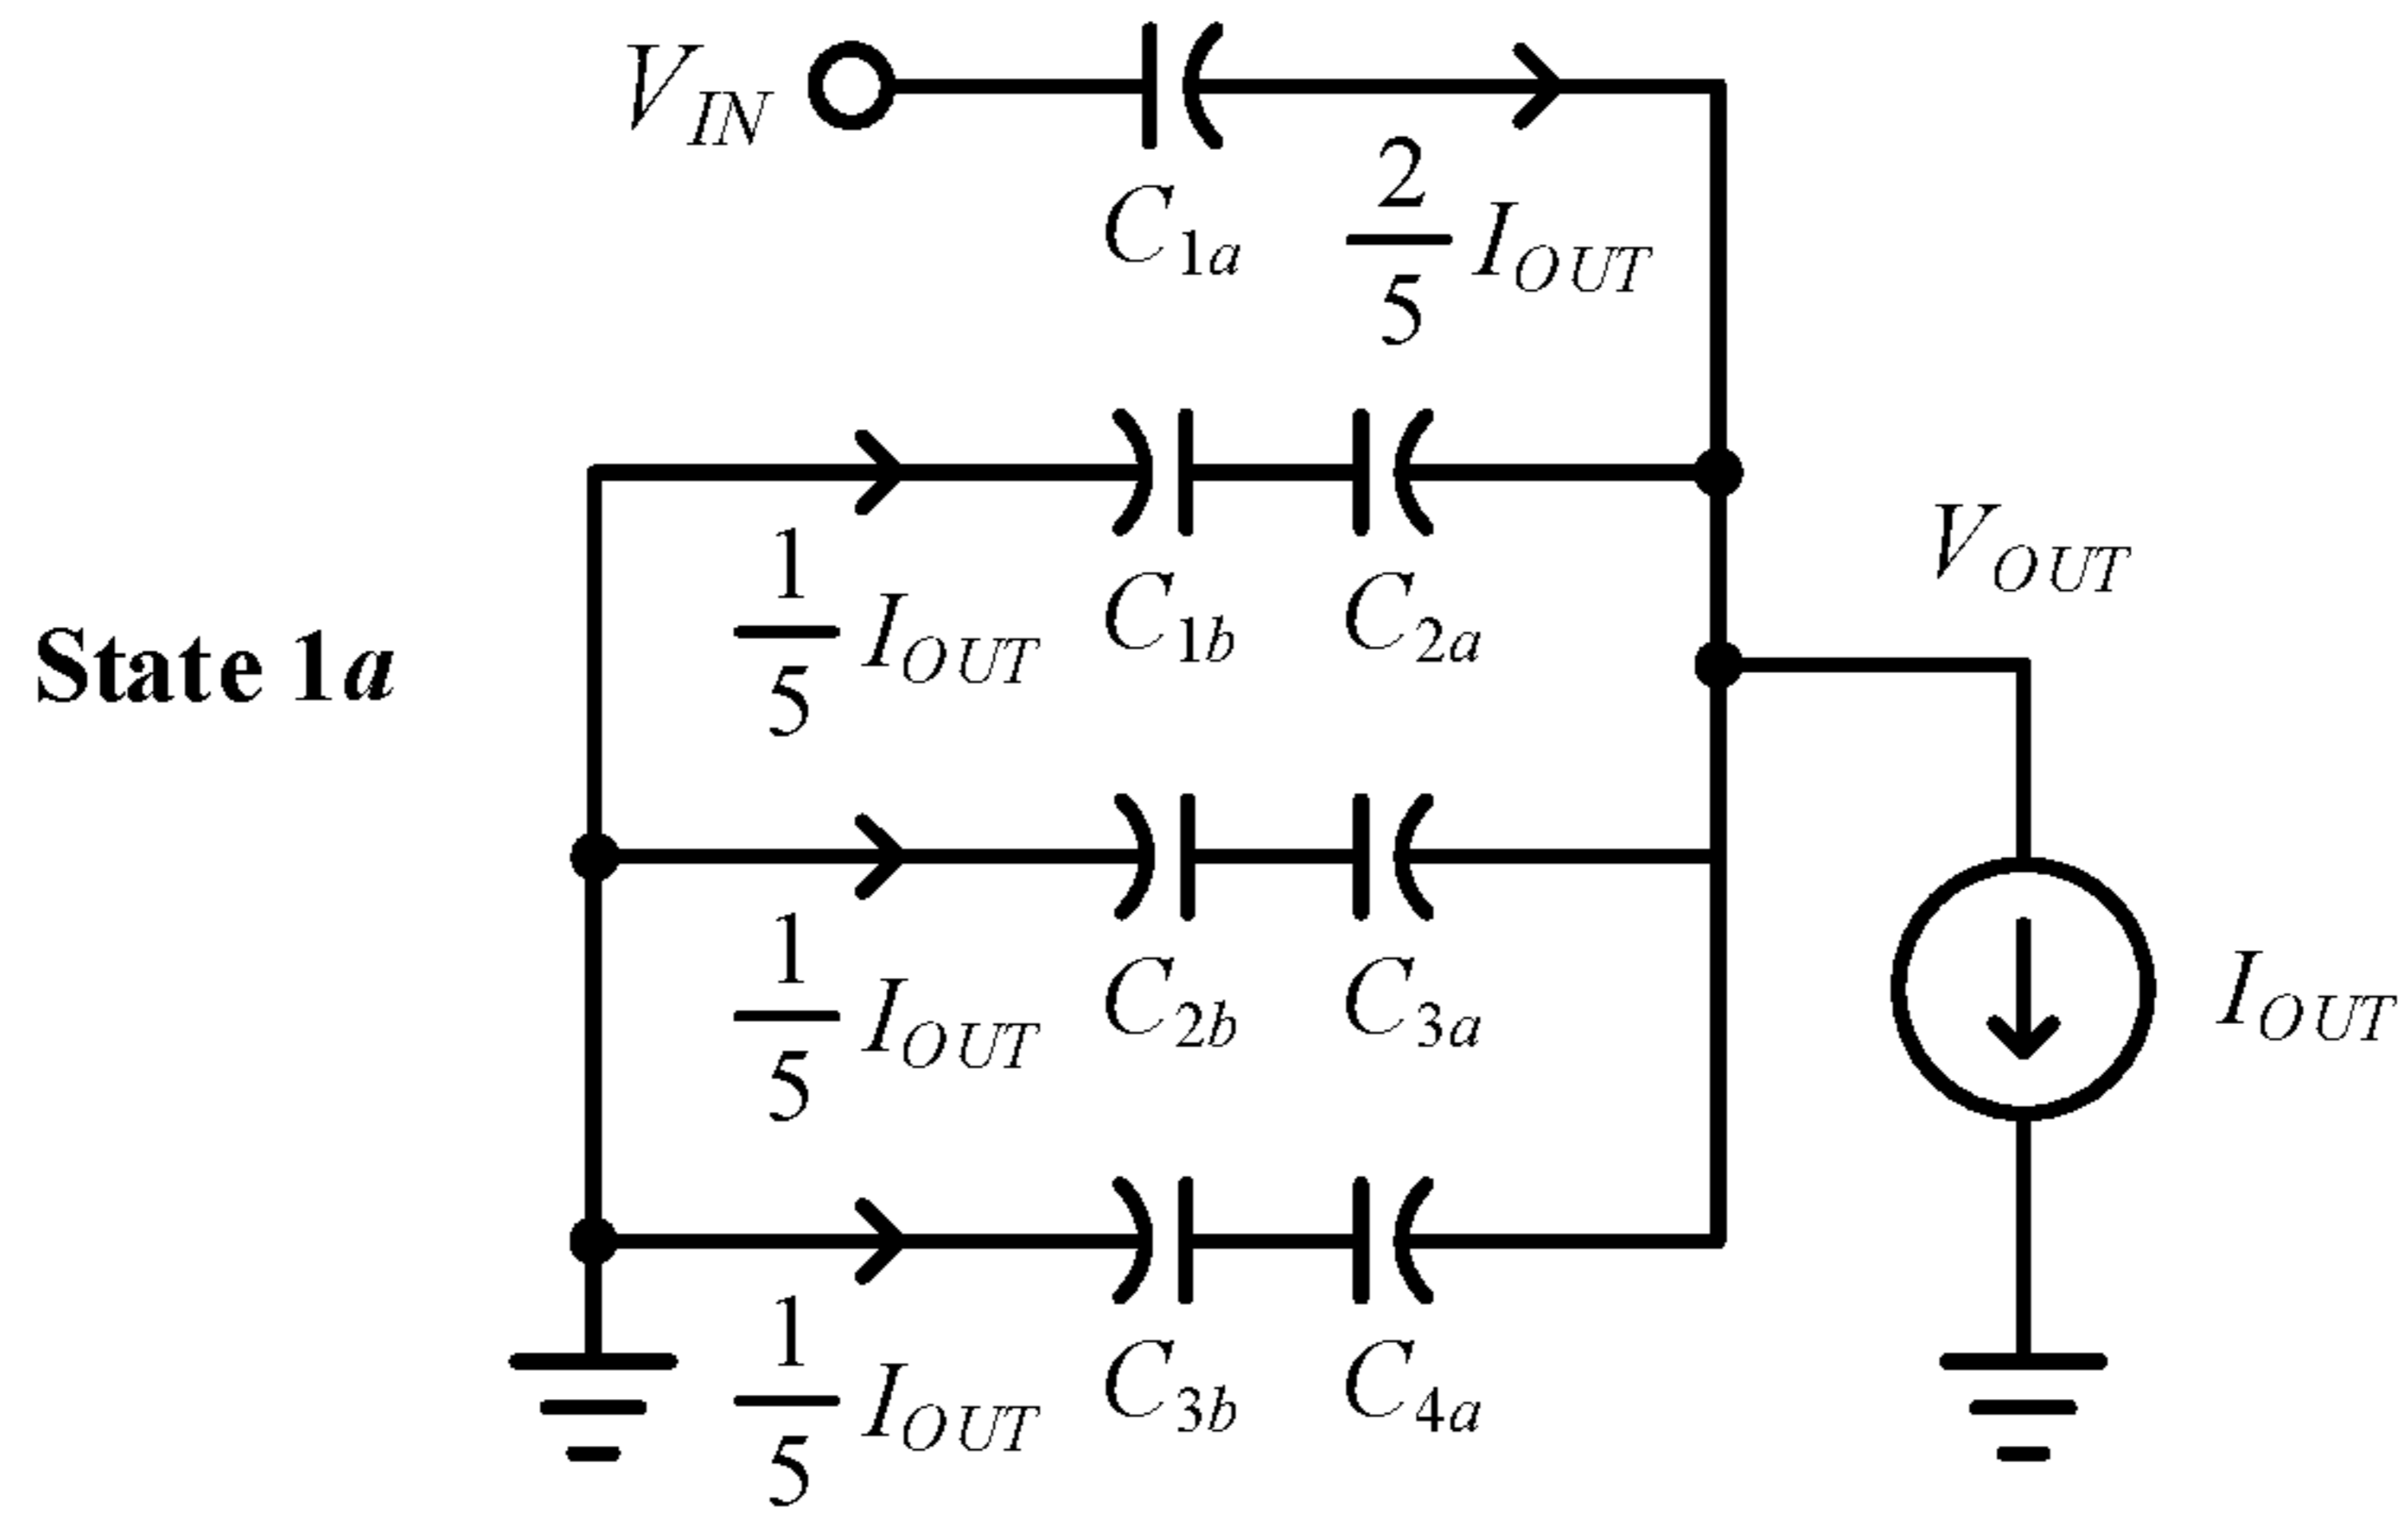 V_IN
C_1a
2/5 I_OUT
1/5 I_OUT
C_1b
C_2a
V_OUT
State 1a
1/5 I_OUT
C_2b
C_3a
I_OUT
1/5 I_OUT
C_3b
C_4a